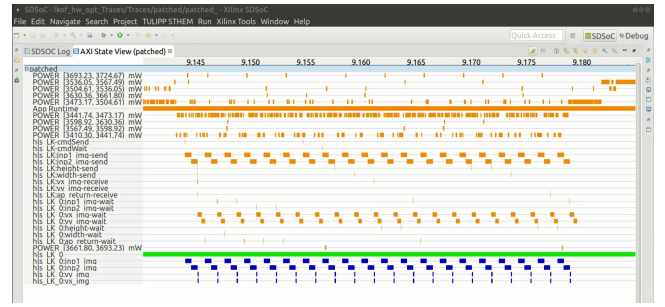 SDSoC - lkof_hw_opt_Traces/Traces/patched/patched_ - Xilinx SDSoC
File Edit Navigate Search Project TULIPP STHEM Run Xilinx Tools Window Help
Quick Access SDSoC Debug
SDSOC Log AXI State View (patched)
9.145 9.150 9.155 9.160 9.165 9.170 9.175 9.180
patched
POWER [3693.23, 3724.67) mW
POWER [3536.05, 3567.49) mW
POWER [3504.61, 3536.05) mW
POWER [3630.36, 3661.80) mW
POWER [3473.17, 3504.61) mW
App Runtime
POWER [3441.74, 3473.17) mW
POWER [3598.92, 3630.36) mW
POWER [3567.49, 3598.92) mW
POWER [3410.30, 3441.74) mW
hls_LK:cmdSend
hls_LK:cmdWait
hls_LK:inp1_img-send
hls_LK:inp2_img-send
hls_LK:height-send
hls_LK:width-send
hls_LK:vx_img-receive
hls_LK:vy_img-receive
hls_LK:ap_return-receive
hls_LK_0:inp1_img-wait
hls_LK_0:inp2_img-wait
hls_LK_0:vx_img-wait
hls_LK_0:vy_img-wait
hls_LK_0:height-wait
hls_LK_0:width-wait
hls_LK_0:ap_return-wait
POWER [3661.80, 3693.23) mW
hls_LK_0
hls_LK_0:inp1_img
hls_LK_0:inp2_img
hls_LK_0:vy_img
hls_LK_0:vx_img